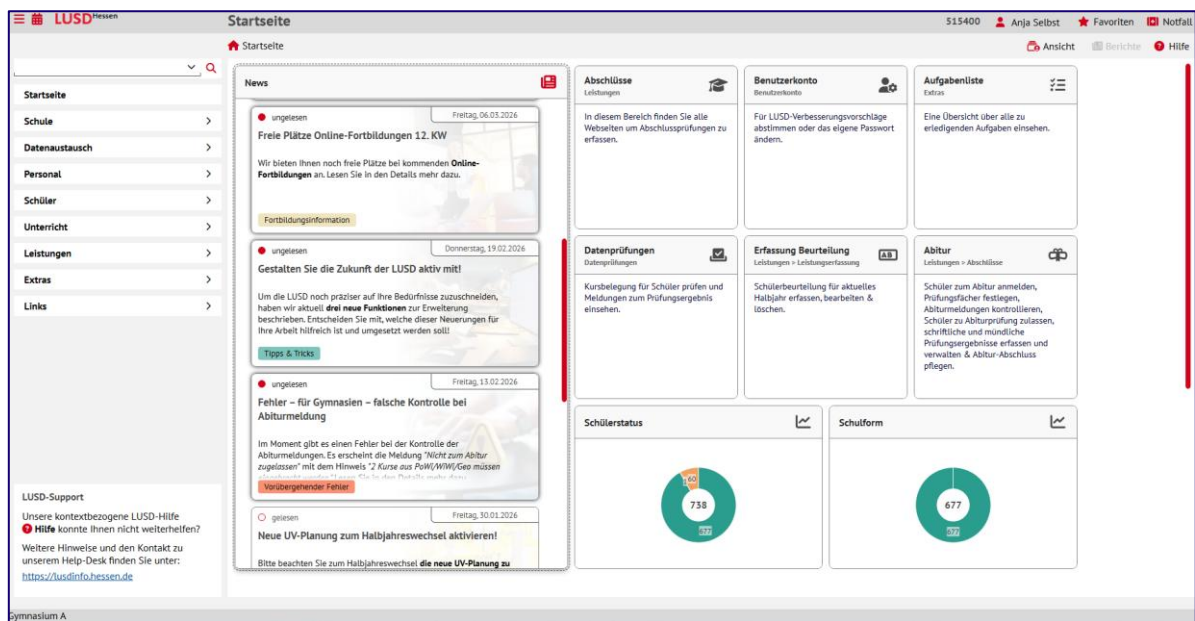 LUSD Hessen
Startseite
515400 Anja Selbst Favoriten Notfall
Startseite
Ansicht Berichte Hilfe
Startseite
Schule
Datenaustausch
Personal
Schüler
Unterricht
Leistungen
Extras
Links
LUSD-Support
Unsere kontextbezogene LUSD-Hilfe
Hilfe konnte Ihnen nicht weiterhelfen?
Weitere Hinweise und den Kontakt zu
unserem Help-Desk finden Sie unter:
https://lusdinfo.hessen.de
News
ungelesen Freitag, 06.03.2026
Freie Plätze Online-Fortbildungen 12. KW
Wir bieten Ihnen noch freie Plätze bei kommenden Online-
Fortbildungen an. Lesen Sie in den Details mehr dazu.
Fortbildungsinformation
ungelesen Donnerstag, 19.02.2026
Gestalten Sie die Zukunft der LUSD aktiv mit!
Um die LUSD noch präziser auf Ihre Bedürfnisse zuzuschneiden,
haben wir aktuell drei neue Funktionen zur Erweiterung
beschrieben. Entscheiden Sie mit, welche dieser Neuerungen für
Ihre Arbeit hilfreich ist und umgesetzt werden soll!
Tipps & Tricks
ungelesen Freitag, 13.02.2026
Fehler – für Gymnasien – falsche Kontrolle bei
Abiturmeldung
Im Moment gibt es einen Fehler bei der Kontrolle der
Abiturmeldungen. Es erscheint die Meldung "Nicht zum Abitur
zugelassen" mit dem Hinweis "2 Kurse aus PoWi/WiWi/Geo müssen
Vorübergehender Fehler
gelesen Freitag, 30.01.2026
Neue UV-Planung zum Halbjahreswechsel aktivieren!
Bitte beachten Sie zum Halbjahreswechsel die neue UV-Planung zu
Abschlüsse
Leistungen
In diesem Bereich finden Sie alle
Webseiten um Abschlussprüfungen zu
erfassen.
Benutzerkonto
Benutzerkonto
Für LUSD-Verbesserungsvorschläge
abstimmen oder das eigene Passwort
ändern.
Aufgabenliste
Extras
Eine Übersicht über alle zu
erledigenden Aufgaben einsehen.
Datenprüfungen
Datenprüfungen
Kursbelegung für Schüler prüfen und
Meldungen zum Prüfungsergebnis
einsehen.
Erfassung Beurteilung
Leistungen > Leistungserfassung
AB
Schülerbeurteilung für aktuelles
Halbjahr erfassen, bearbeiten &
löschen.
Abitur
Leistungen > Abschlüsse
Schüler zum Abitur anmelden,
Prüfungsfächer festlegen,
Abiturmeldungen kontrollieren,
Schüler zu Abiturprüfung zulassen,
schriftliche und mündliche
Prüfungsergebnisse erfassen und
verwalten & Abitur-Abschluss
pflegen.
Schülerstatus
60
738
677
Schulform
677
677
Gymnasium A